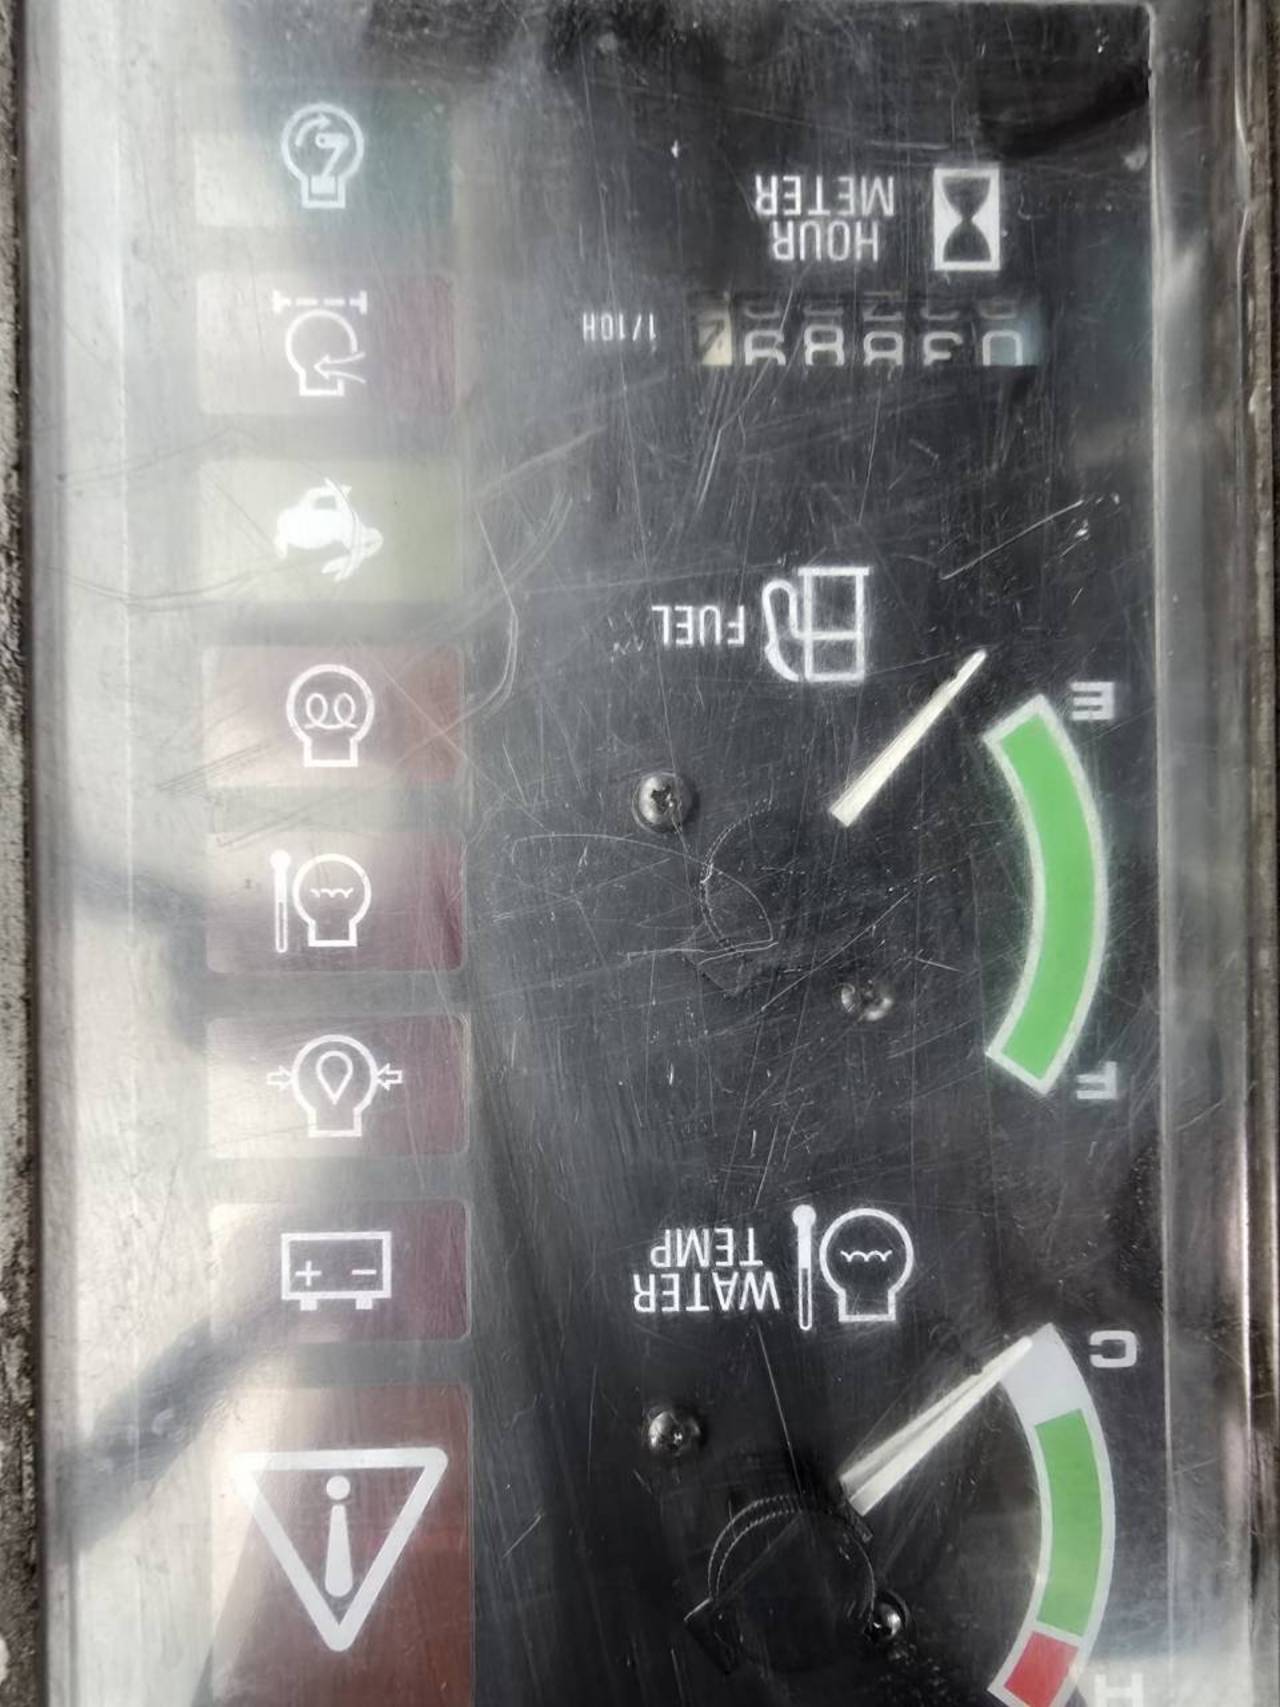 H
C
WATER
TEMP
F
E
FUEL
1/10H
HOUR
METER